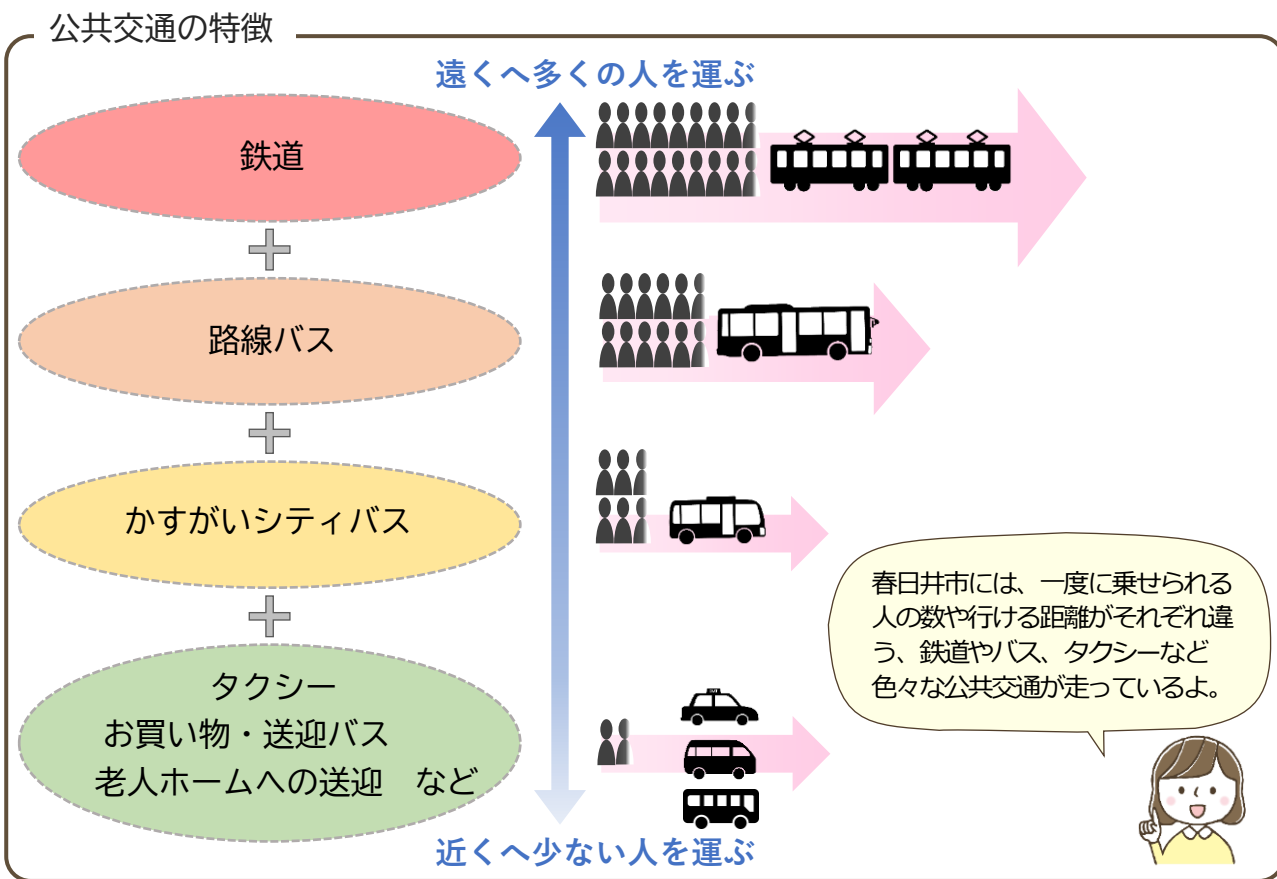 公共交通の特徴
遠くへ多くの人を運ぶ
鉄道
路線バス
かすがいシティバス
タクシー
お買い物・送迎バス
老人ホームへの送迎　など
近くへ少ない人を運ぶ
春日井市には、一度に乗せられる
人の数や行ける距離がそれぞれ違
う、鉄道やバス、タクシーなど
色々な公共交通が走っているよ。